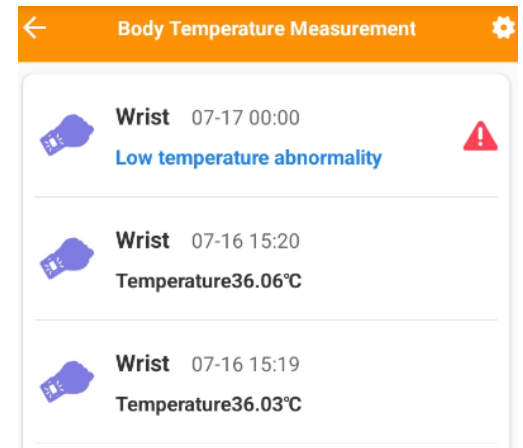 Body Temperature Measurement
Wrist 07-17 00:00
Low temperature abnormality
Wrist 07-16 15:20
Temperature36.06℃
Wrist 07-16 15:19
Temperature36.03℃